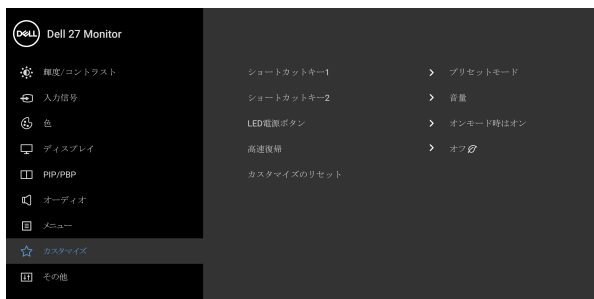 DELL Dell 27 Monitor
輝度/コントラスト
入力信号
色
ディスプレイ
PIP/PBP
オーディオ
メニュー
カスタマイズ
その他
ショートカットキー1 > プリセットモード
ショートカットキー2 > 音量
LED電源ボタン > オンモード時はオン
高速復帰 > オフ
カスタマイズのリセット